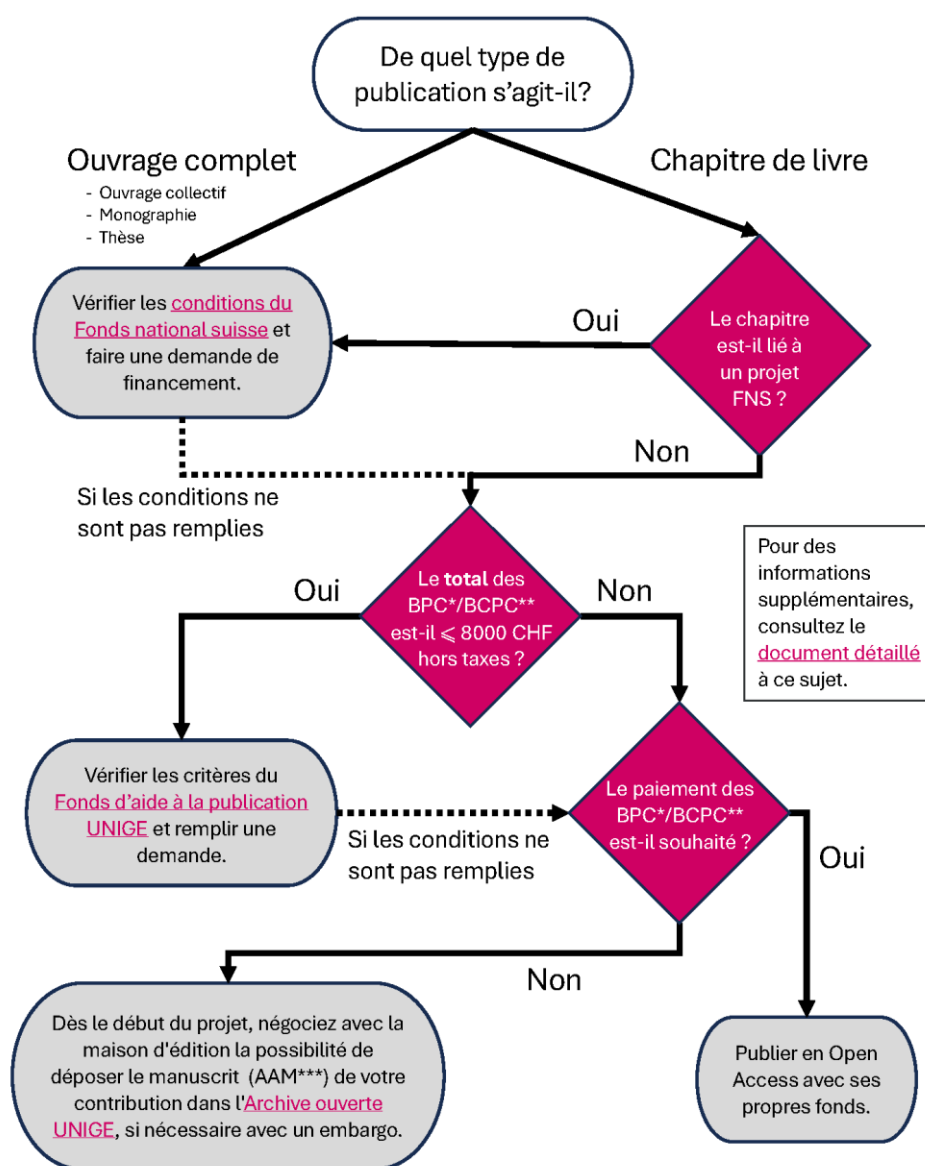 De quel type de
publication s’agit-il?
Ouvrage complet
- Ouvrage collectif
- Monographie
- Thèse
Chapitre de livre
Vérifier les conditions du
Fonds national suisse et
faire une demande de
financement.
Oui
Le chapitre
est-il lié à
un projet
FNS ?
Non
Si les conditions ne
sont pas remplies
Oui
Le total des
BPC*/BCPC**
est-il ⩽ 8000 CHF
hors taxes ?
Non
Pour des
informations
supplémentaires,
consultez le
document détaillé
à ce sujet.
Vérifier les critères du
Fonds d’aide à la publication
UNIGE et remplir une
demande.
Si les conditions ne
sont pas remplies
Le paiement des
BPC*/BCPC**
est-il souhaité ?
Oui
Non
Dès le début du projet, négociez avec la
maison d'édition la possibilité de
déposer le manuscrit (AAM***) de votre
contribution dans l'Archive ouverte
UNIGE, si nécessaire avec un embargo.
Publier en Open
Access avec ses
propres fonds.